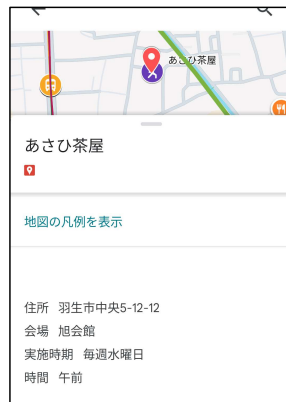 あさひ茶屋
あさひ茶屋
地図の凡例を表示
住所 羽生市中央5-12-12
会場 旭会館
実施時期 毎週水曜日
時間 午前